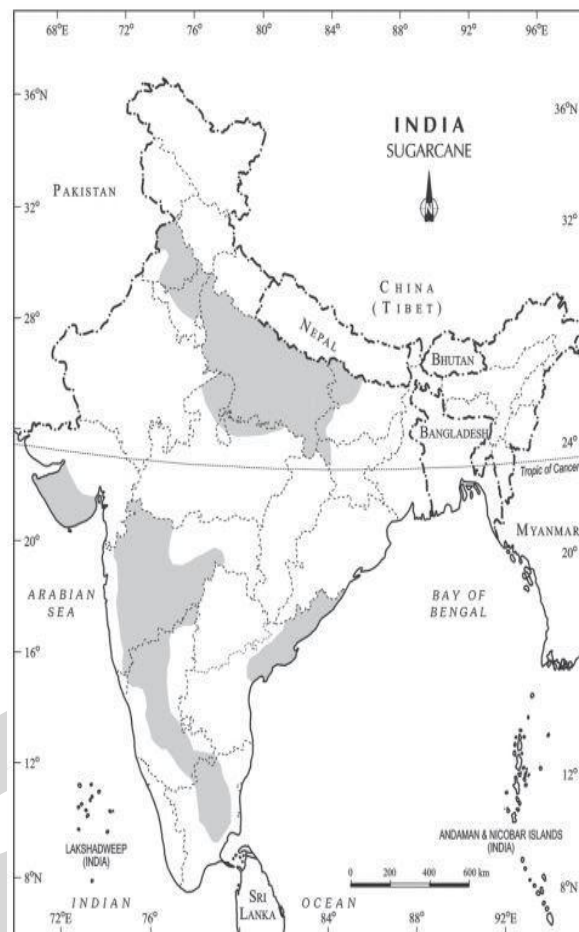 68°E 72° 76° 80° 84° 88° 92° 96°E
36°N
36°N
INDIA
SUGARCANE
N
PAKISTAN
32°
32°
CHINA
(TIBET)
28°
28°
NEPAL
BHUTAN
BANGLADESH
24°
24°
Tropic of Cancer
MYANMAR
20°
20°
ARABIAN
SEA
BAY OF
BENGAL
16°
16°
12°
12°
LAKSHADWEEP
(INDIA)
ANDAMAN & NICOBAR ISLANDS
(INDIA)
0 200 400 600 km
8°N
8°N
INDIAN
SRI
LANKA
OCEAN
72°E 76° 84° 88° 92° 96°E